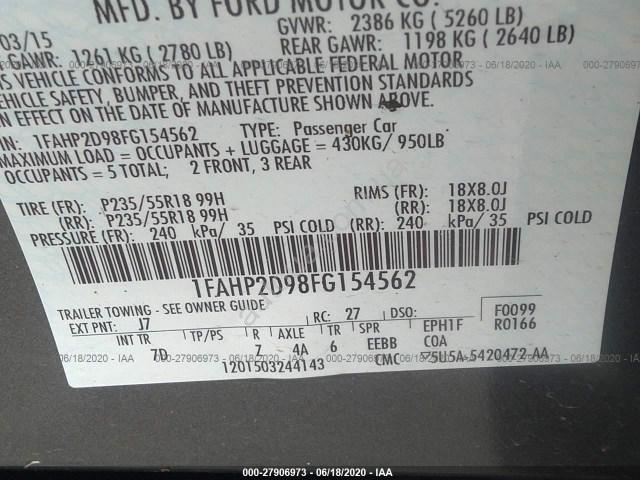 MFD. BY FORD MOTOR CO.
03/15 GVWR: 2386 KG ( 5260 LB)
GAWR: 1261 KG ( 2780 LB) REAR GAWR: 1198 KG ( 2640 LB)
IS VEHICLE CONFORMS TO ALL APPLICABLE FEDERAL MOTOR
VEHICLE SAFETY, BUMPER, AND THEFT PREVENTION STANDARDS
IN EFFECT ON THE DATE OF MANUFACTURE SHOWN ABOVE.
IN: 1FAHP2D98FG154562 TYPE: Passenger Car
MAXIMUM LOAD = OCCUPANTS + LUGGAGE = 430KG/ 950LB
OCCUPANTS = 5 TOTAL; 2 FRONT, 3 REAR
TIRE (FR): P235/55R18 99H RIMS (FR): 18X8.0J
(RR): P235/55R18 99H (RR): 18X8.0J
PRESSURE (FR): 240 kPa/ 35 PSI COLD (RR): 240 kPa/ 35 PSI COLD
1FAHP2D98FG154562
TRAILER TOWING - SEE OWNER GUIDE
EXT PNT: J7 RC: 27 DSO: F0099
R0166
INT TR TP/PS R AXLE TR SPR EPH1F
7D 7 4A 6 EEBB COA
1201503244143 CMC 5U5A-5420472-AA
000-27906973 - 06/18/2020 - IAA